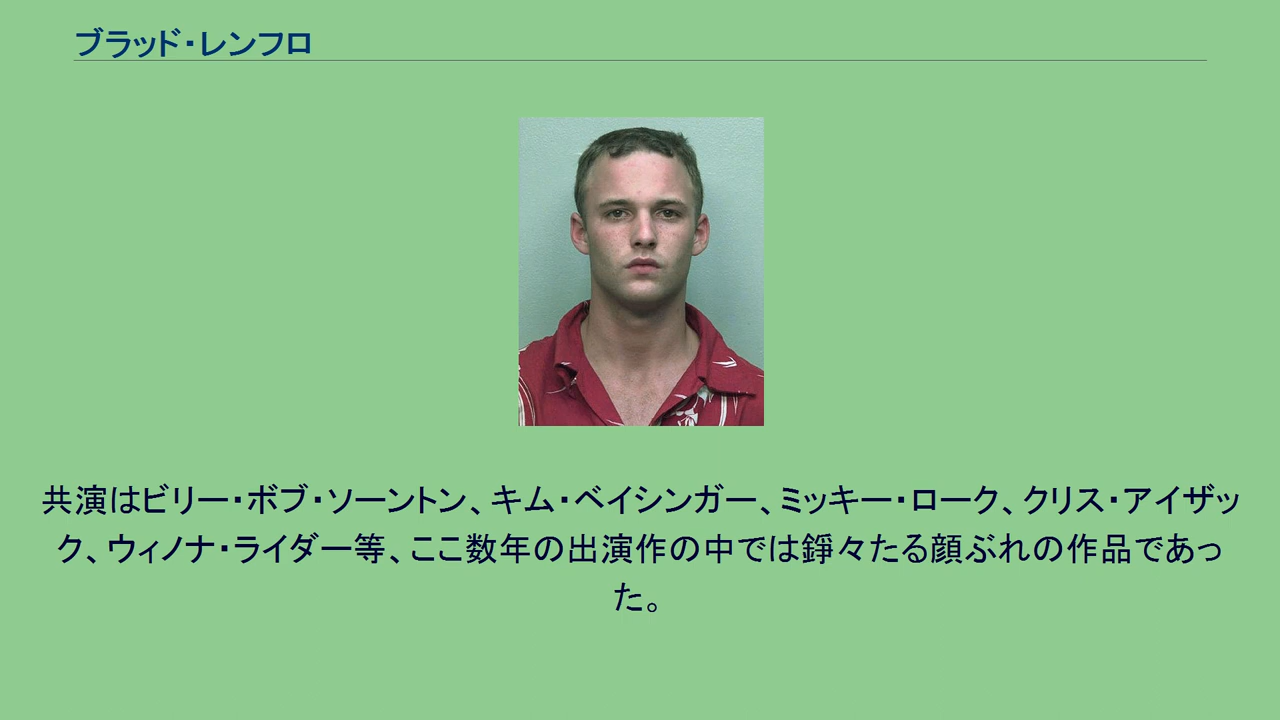 ブラッド・レンフロ
共演はビリー・ボブ・ソーントン、キム・ベイシンガー、ミッキー・ローク、クリス・アイザッ
ク、ウィノナ・ライダー等、ここ数年の出演作の中では錚々たる顔ぶれの作品であっ
た。